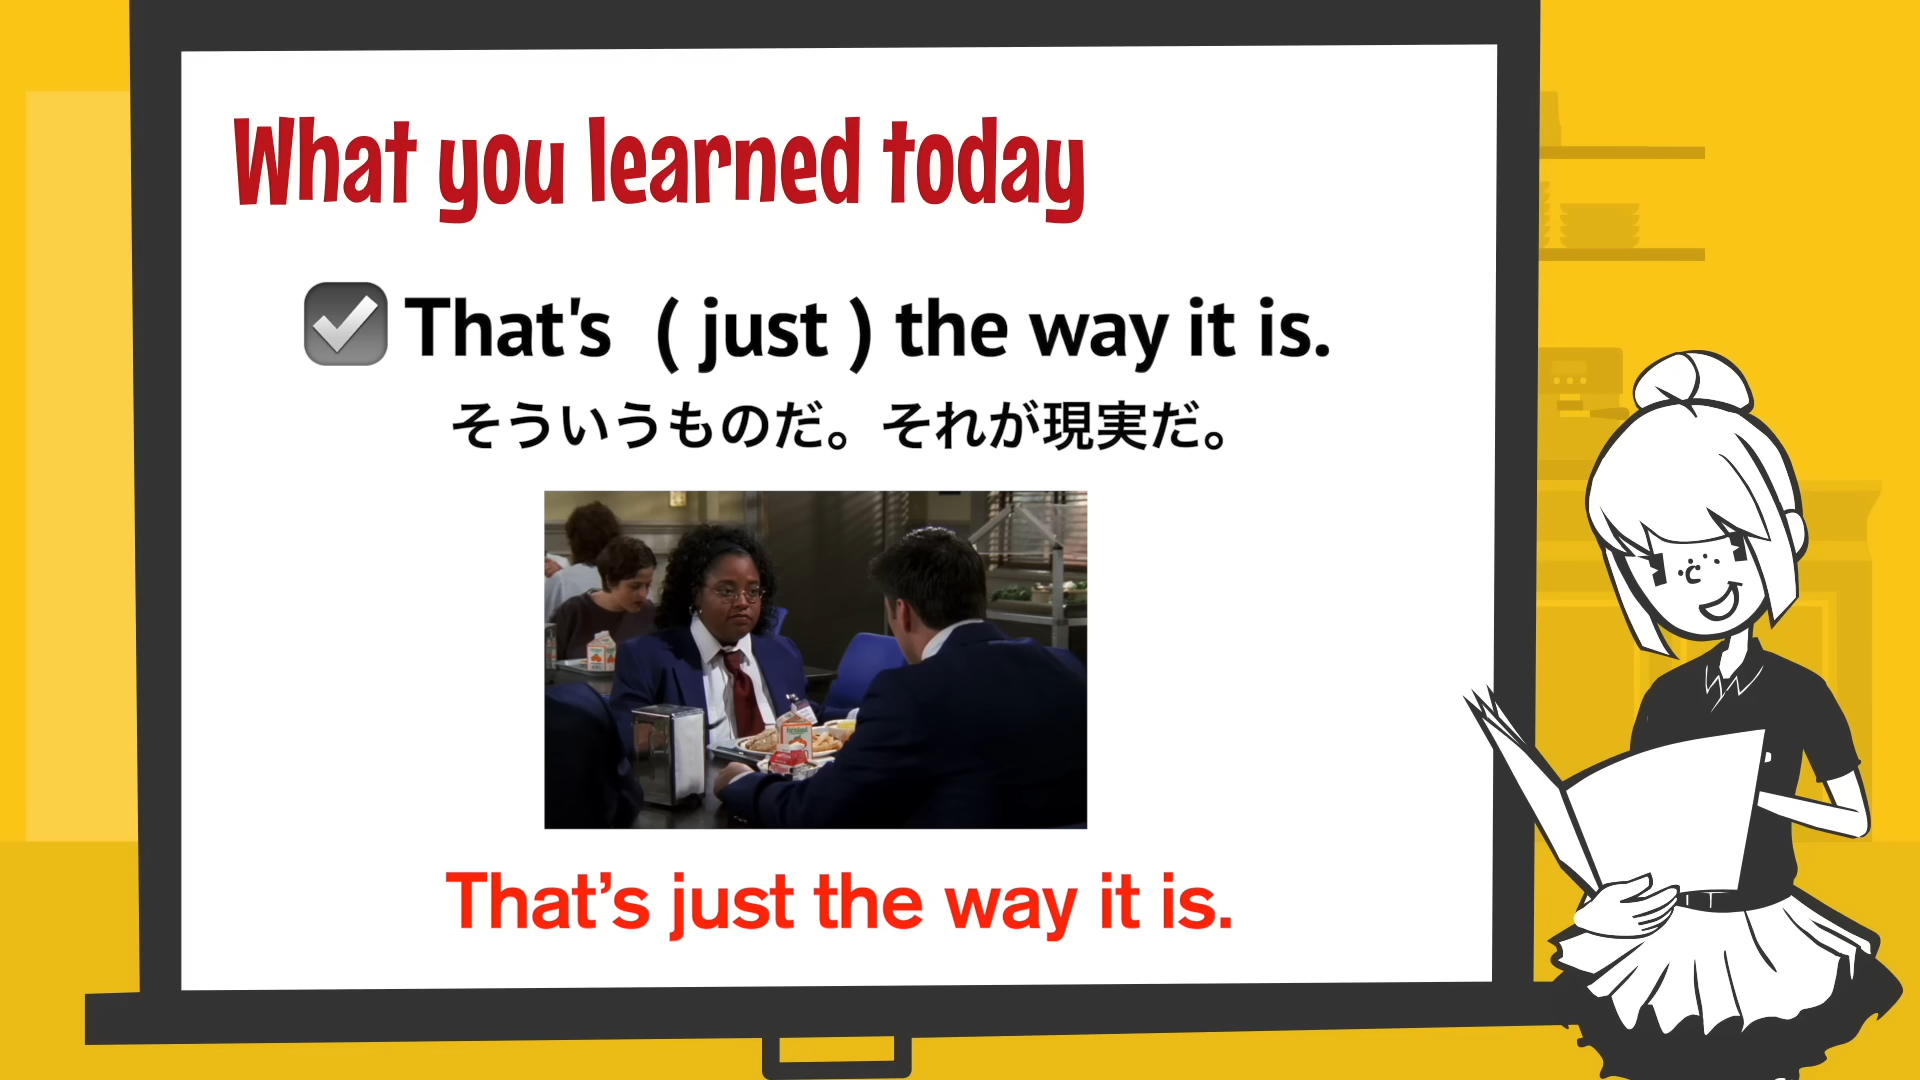 What you learned today
That's ( just ) the way it is.
そういうものだ。それが現実だ。
That’s just the way it is.